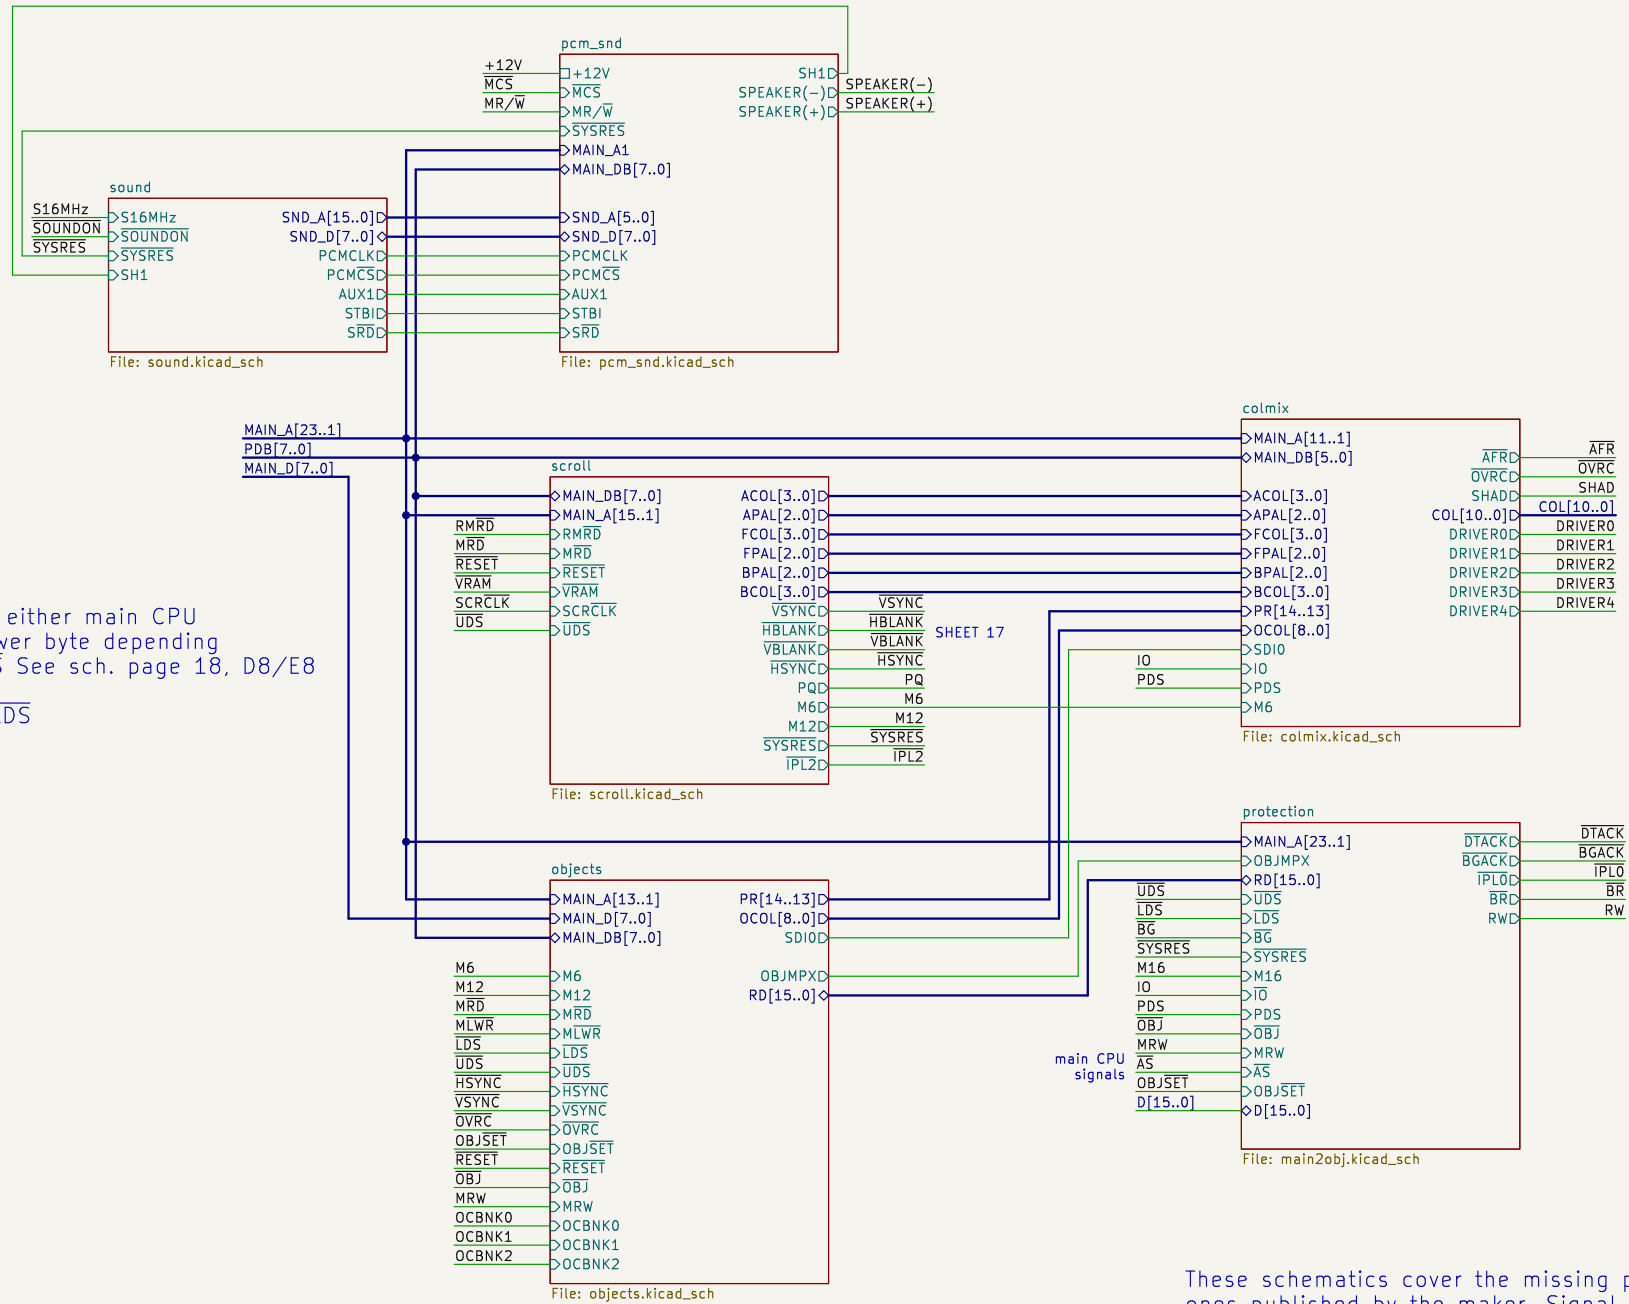 pcm_snd
+12V
MCS
MR/W
+12V
MCS
MR/W
SYSRES
MAIN_A1
MAIN_DB[7..0]
SND_A[5..0]
SND_D[7..0]
PCMCLK
PCMCS
AUX1
STBI
SRD
SH1
SPEAKER(-)
SPEAKER(+)
SPEAKER(-)
SPEAKER(+)
File: pcm_snd.kicad_sch
sound
S16MHz
SOUNDON
SYSRES
S16MHz
SOUNDON
SYSRES
SH1
SND_A[15..0]
SND_D[7..0]
PCMCLK
PCMCS
AUX1
STBI
SRD
File: sound.kicad_sch
MAIN_A[23..1]
PDB[7..0]
MAIN_D[7..0]
scroll
RMRD
MRD
RESET
VRAM
SCRCLK
UDS
MAIN_DB[7..0]
MAIN_A[15..1]
RMRD
MRD
RESET
VRAM
SCRCLK
UDS
ACOL[3..0]
APAL[2..0]
FCOL[3..0]
FPAL[2..0]
BPAL[2..0]
BCOL[3..0]
VSYNC
HBLANK
VBLANK
HSYNC
PQ
M6
M12
SYSRES
IPL2
VSYNC
HBLANK
VBLANK
HSYNC
PQ
M6
M12
SYSRES
IPL2
SHEET 17
File: scroll.kicad_sch
colmix
MAIN_A[11..1]
MAIN_DB[5..0]
ACOL[3..0]
APAL[2..0]
FCOL[3..0]
FPAL[2..0]
BPAL[2..0]
BCOL[3..0]
PR[14..13]
OCOL[8..0]
SDI0
IO
PDS
M6
IO
PDS
AFR
OVRC
SHAD
COL[10..0]
DRIVER0
DRIVER1
DRIVER2
DRIVER3
DRIVER4
AFR
OVRC
SHAD
COL[10..0]
DRIVER0
DRIVER1
DRIVER2
DRIVER3
DRIVER4
File: colmix.kicad_sch
either main CPU
wer byte depending
See sch. page 18, D8/E8
DS
objects
M6
M12
MRD
MLWR
LDS
UDS
HSYNC
VSYNC
OVRC
OBJSET
RESET
OBJ
MRW
OCBNK0
OCBNK1
OCBNK2
MAIN_A[13..1]
MAIN_D[7..0]
MAIN_DB[7..0]
M6
M12
MRD
MLWR
LDS
UDS
HSYNC
VSYNC
OVRC
OBJSET
RESET
OBJ
MRW
OCBNK0
OCBNK1
OCBNK2
PR[14..13]
OCOL[8..0]
SDI0
OBJMPX
RD[15..0]
File: objects.kicad_sch
protection
UDS
LDS
BG
SYSRES
M16
IO
PDS
OBJ
MRW
AS
OBJSET
D[15..0]
main CPU
signals
MAIN_A[23..1]
OBJMPX
RD[15..0]
UDS
LDS
BG
SYSRES
M16
IO
PDS
OBJ
MRW
AS
OBJSET
D[15..0]
DTACK
BGACK
IPL0
BR
RW
DTACK
BGACK
IPL0
BR
RW
File: main2obj.kicad_sch
These schematics cover the missing p
ones published by the maker. Signal